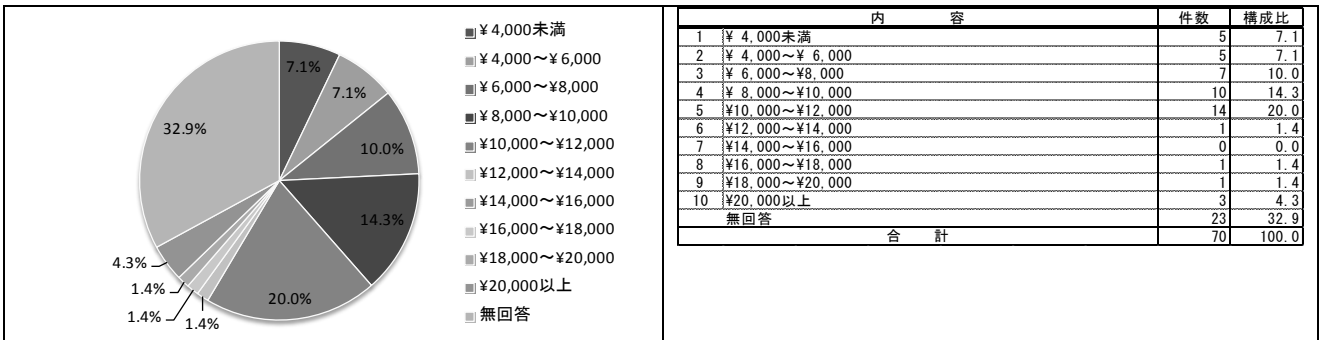 7.1%
7.1%
10.0%
14.3%
20.0%
1.4%
1.4%
1.4%
4.3%
32.9%
¥4,000未満
¥4,000～¥6,000
¥6,000～¥8,000
¥8,000～¥10,000
¥10,000～¥12,000
¥12,000～¥14,000
¥14,000～¥16,000
¥16,000～¥18,000
¥18,000～¥20,000
¥20,000以上
無回答
内 容 件数 構成比
1 ¥ 4,000未満 5 7.1
2 ¥ 4,000～¥ 6,000 5 7.1
3 ¥ 6,000～¥8,000 7 10.0
4 ¥ 8,000～¥10,000 10 14.3
5 ¥10,000～¥12,000 14 20.0
6 ¥12,000～¥14,000 1 1.4
7 ¥14,000～¥16,000 0 0.0
8 ¥16,000～¥18,000 1 1.4
9 ¥18,000～¥20,000 1 1.4
10 ¥20,000以上 3 4.3
無回答 23 32.9
合 計 70 100.0